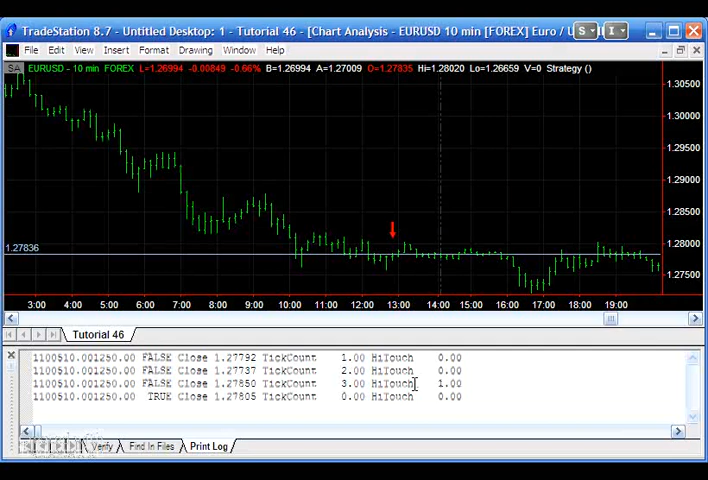 TradeStation 8.7 - Untitled Desktop: 1 - Tutorial 46 - [Chart Analysis - EURUSD 10 min [FOREX] Euro / U
S I
File Edit View Insert Format Drawing Window Help
SA EURUSD - 10 min FOREX L=1.26994 -0.00849 -0.66% B=1.26994 A=1.27009 O=1.27835 Hi=1.28020 Lo=1.26659 V=0 Strategy ()
1.30500
1.30000
1.29500
1.29000
1.28500
1.27836
1.28000
1.27500
3:00 4:00 5:00 6:00 7:00 8:00 9:00 10:00 11:00 12:00 13:00 14:00 15:00 16:00 17:00 18:00 19:00
Tutorial 46
1100510.001250.00 FALSE Close 1.27792 TickCount 1.00 HiTouch 0.00
1100510.001250.00 FALSE Close 1.27737 TickCount 2.00 HiTouch 0.00
1100510.001250.00 FALSE Close 1.27850 TickCount 3.00 HiTouch 1.00
1100510.001250.00 TRUE Close 1.27805 TickCount 0.00 HiTouch 0.00
Verify Find In Files Print Log